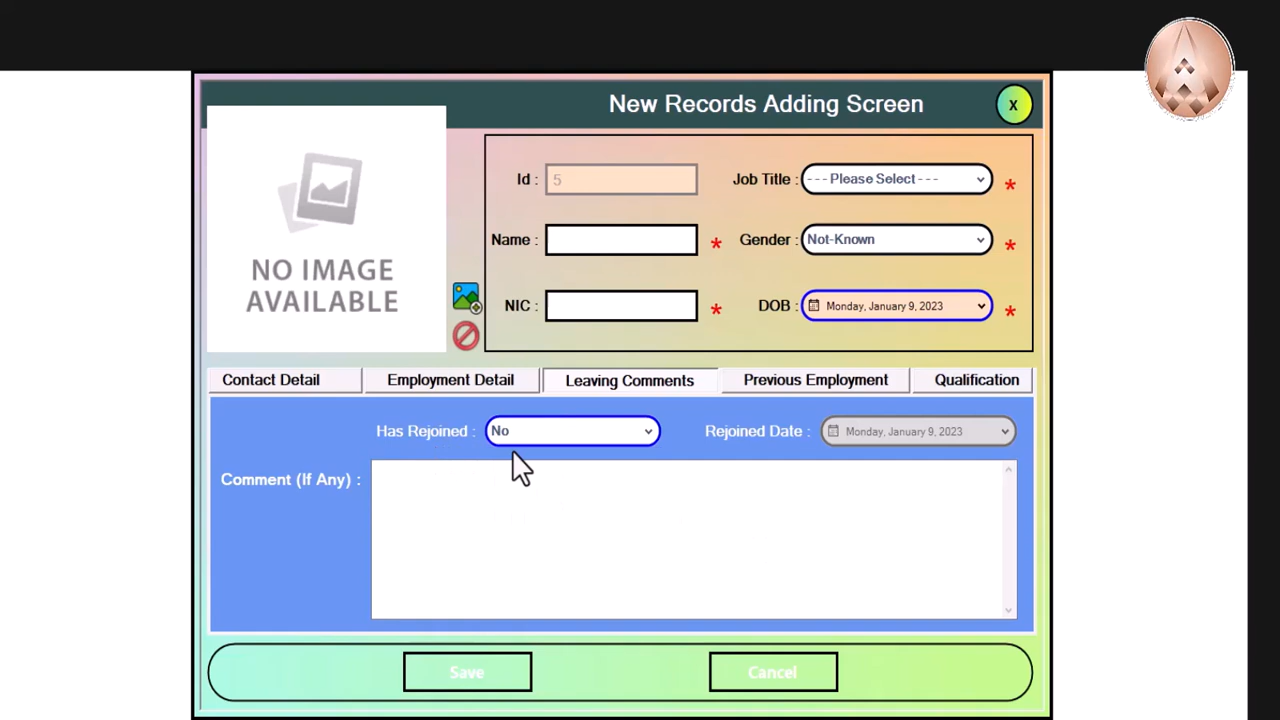 New Records Adding Screen
x
NO IMAGE
AVAILABLE
Id : 5
Job Title : - - - Please Select - - -
*
Name :
*
Gender : Not-Known
*
NIC :
*
DOB : Monday, January 9, 2023
*
Contact Detail
Employment Detail
Leaving Comments
Previous Employment
Qualification
Has Rejoined : No
Rejoined Date : Monday, January 9, 2023
Comment (If Any) :
Save
Cancel